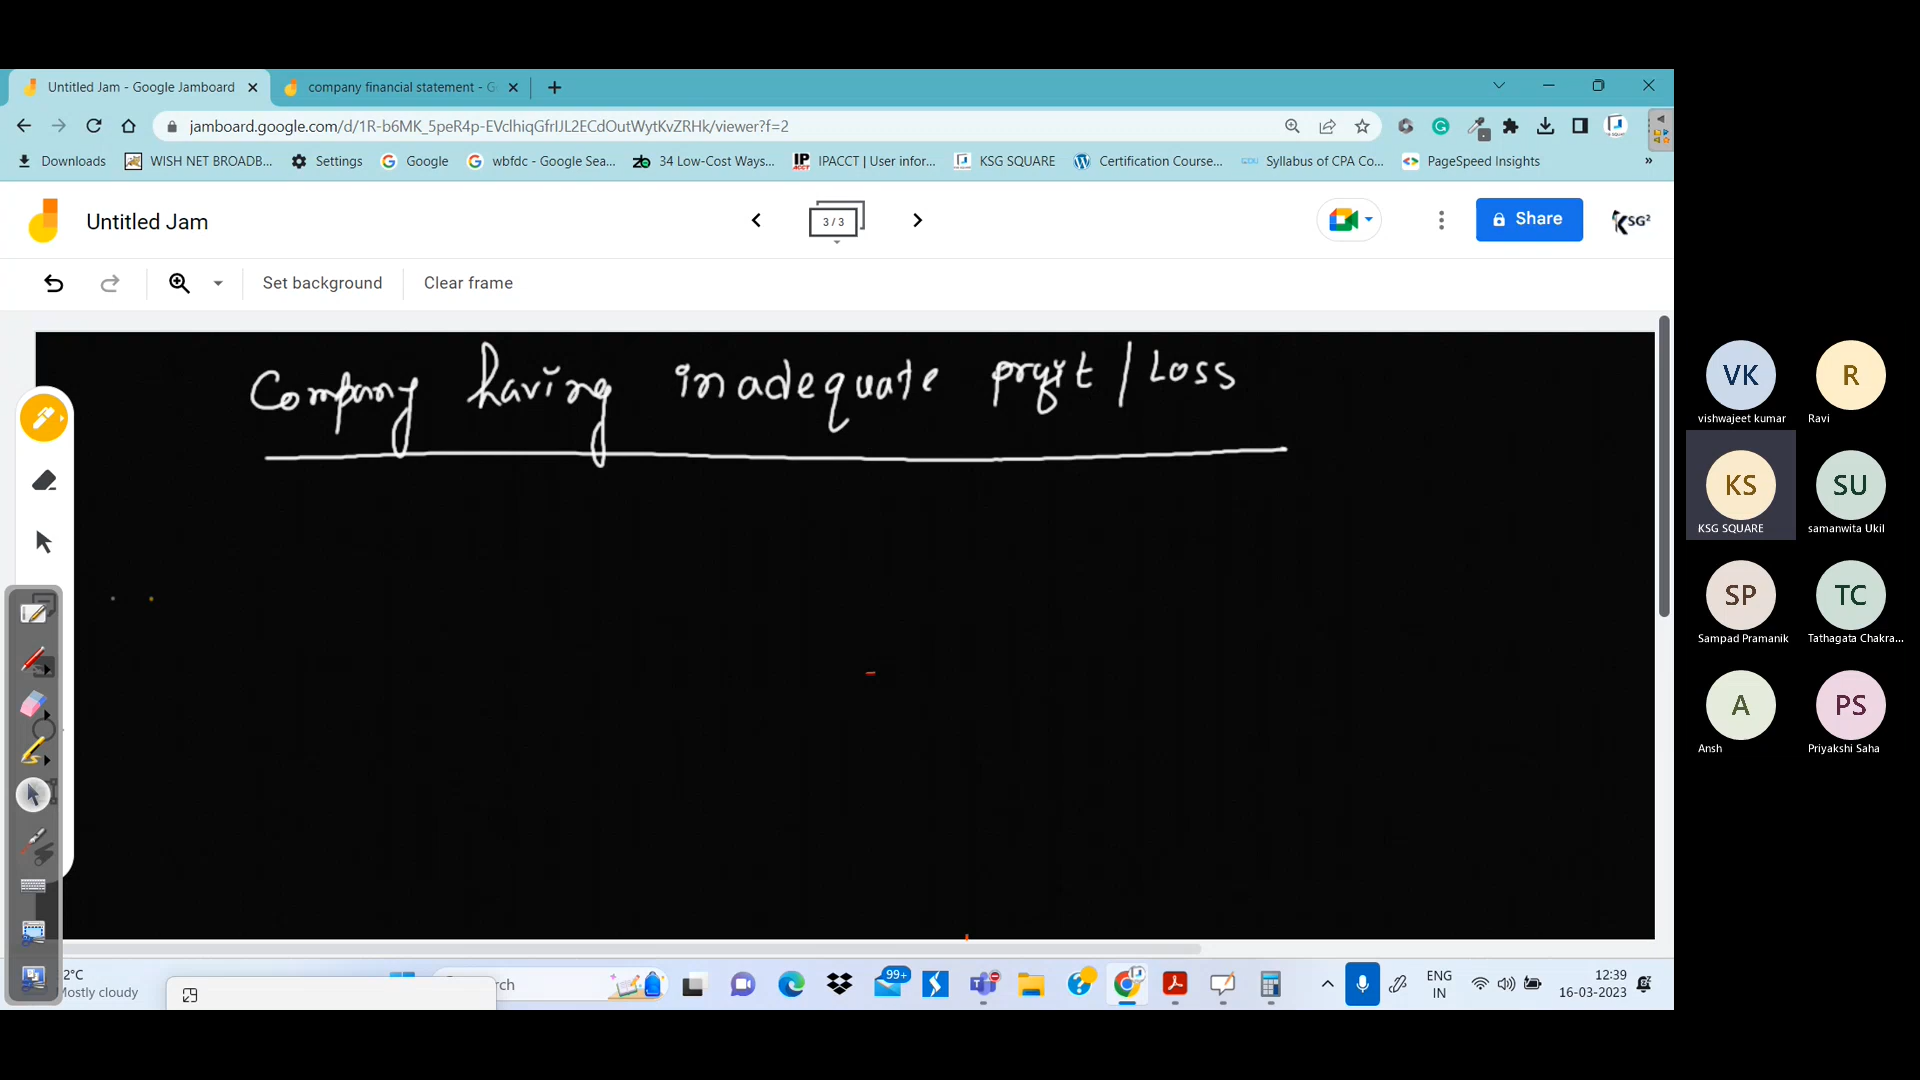 Untitled Jam - Google Jamboard
company financial statement - G
jamboard.google.com/d/1R-b6MK_5peR4p-EVclhiqGfrIJL2ECdOutWytKvZRHk/viewer?f=2
Downloads
WISH NET BROADB...
Settings
Google
wbfdc - Google Sea...
34 Low-Cost Ways...
IPACCT | User infor...
KSG SQUARE
Certification Course...
Syllabus of CPA Co...
PageSpeed Insights
Untitled Jam
3 / 3
Share
KSG²
Set background
Clear frame
Company having inadequate profit / Loss
VK
vishwajeet kumar
R
Ravi
KS
KSG SQUARE
SU
samanwita Ukil
SP
Sampad Pramanik
TC
Tathagata Chakra...
A
Ansh
PS
Priyakshi Saha
2°C
Mostly cloudy
rch
99+
ENG
IN
12:39
16-03-2023